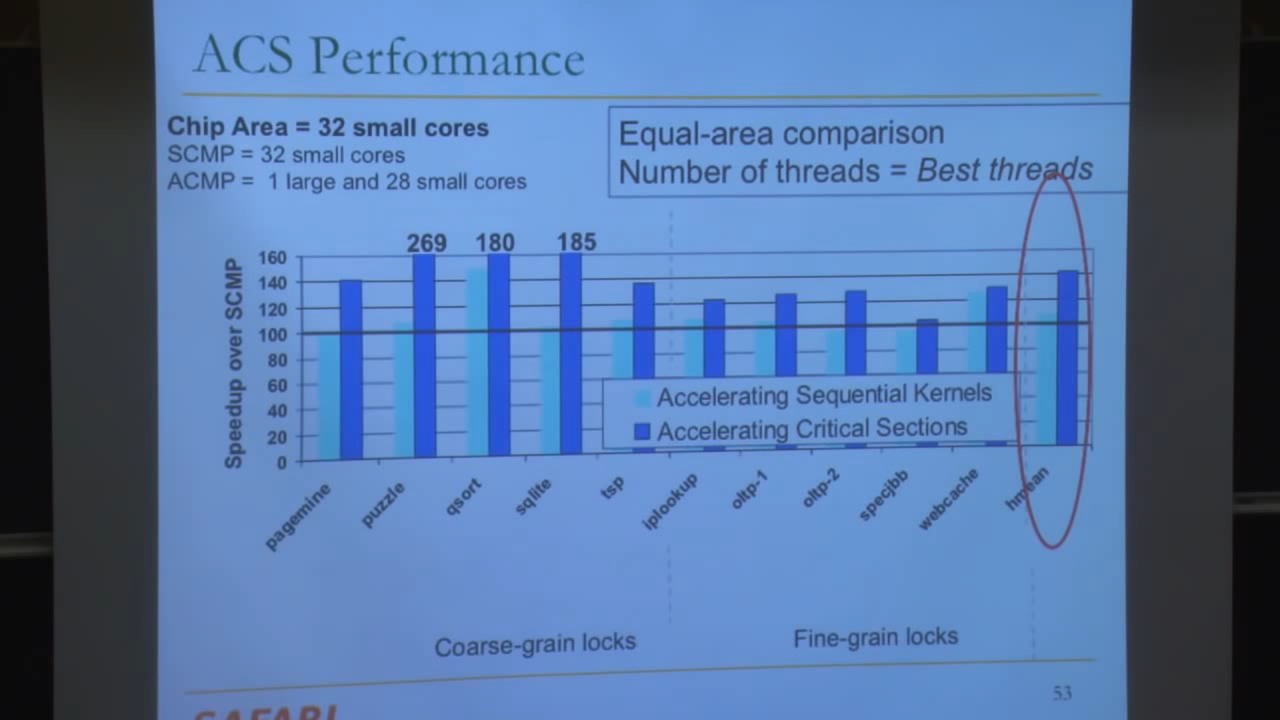 ACS Performance
Chip Area = 32 small cores
SCMP = 32 small cores
ACMP = 1 large and 28 small cores
Equal-area comparison
Number of threads = Best threads
269 180 185
Speedup over SCMP
160
140
120
100
80
60
40
20
0
Accelerating Sequential Kernels
Accelerating Critical Sections
pagemine
puzzle
qsort
sqlite
tsp
iplookup
oltp-1
oltp-2
specjbb
webcache
hmean
Coarse-grain locks
Fine-grain locks
53
SAFARI